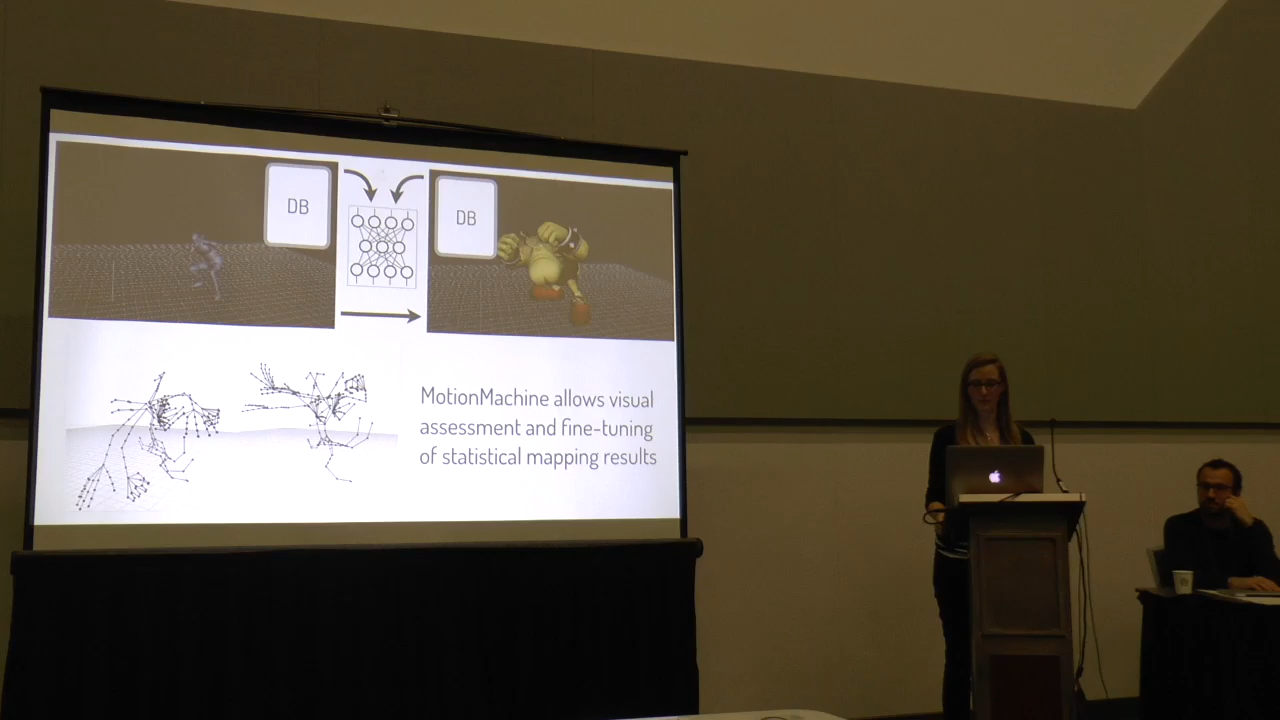 DB
DB
MotionMachine allows visual
assessment and fine-tuning
of statistical mapping results